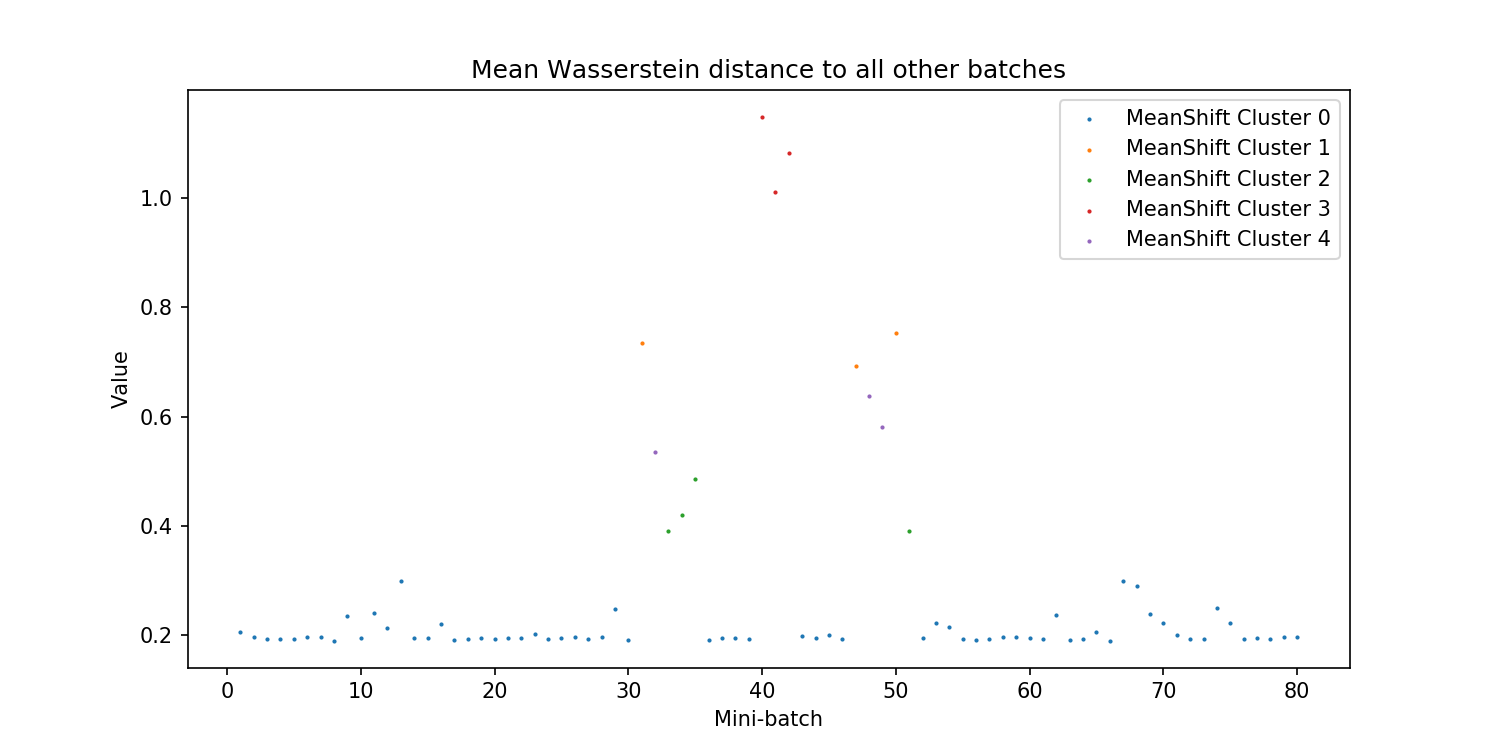 Mean Wasserstein distance to all other batches
MeanShift Cluster 0
MeanShift Cluster 1
MeanShift Cluster 2
MeanShift Cluster 3
MeanShift Cluster 4
1.0
0.8
0.6
0.4
0.2
Value
0 10 20 30 40 50 60 70 80
Mini-batch